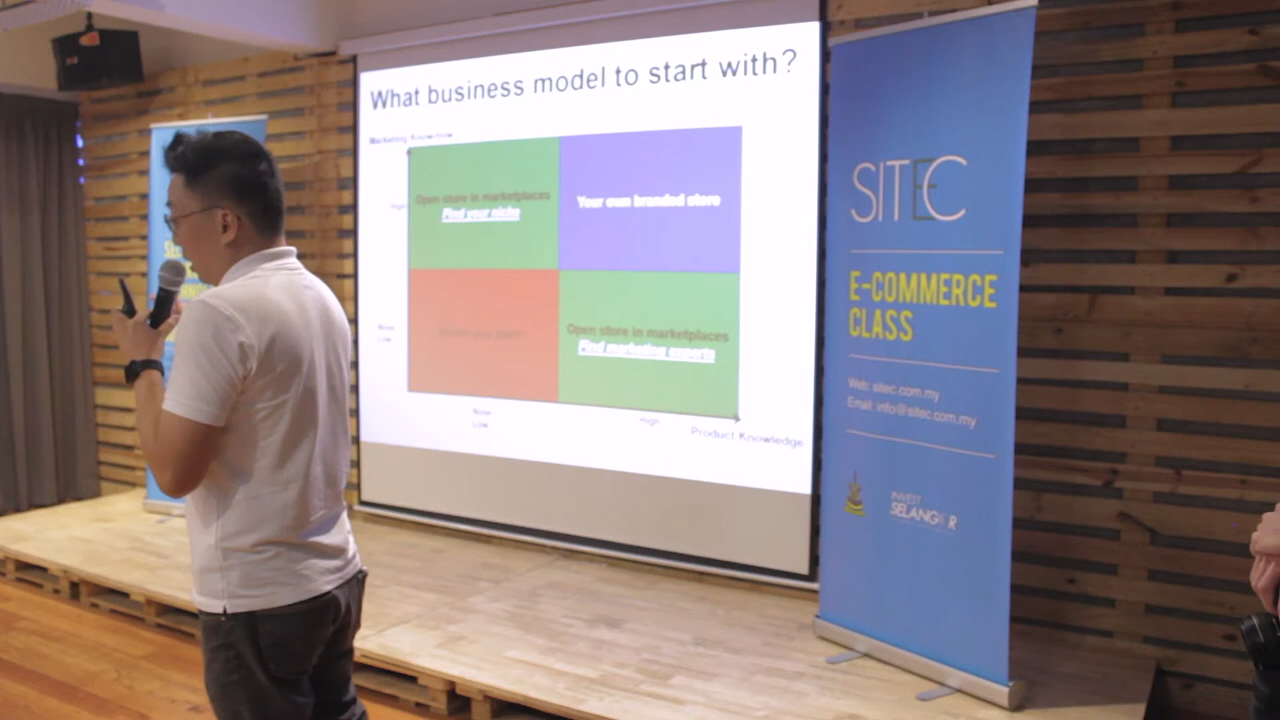 What business model to start with?
Marketing Know-how
High
Open store in marketplaces
Find your niche
Your own branded store
None
Low
Open store in marketplaces
Find marketing experts
None
Low
High
Product Knowledge
SITEC
E-COMMERCE
CLASS
Web: sitec.com.my
Email: info@sitec.com.my
INVEST
SELANGOR